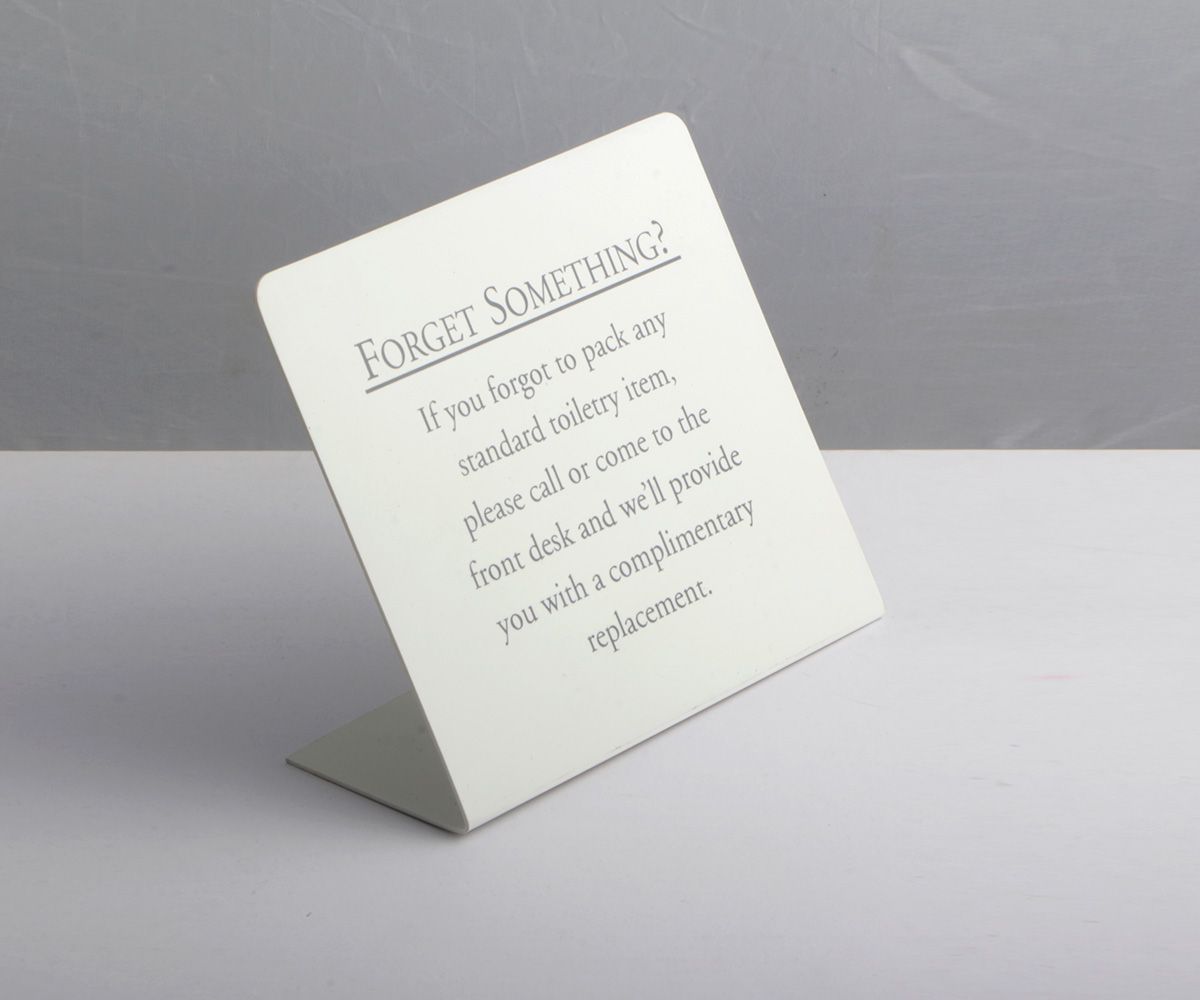 FORGET SOMETHING?
If you forgot to pack any
standard toiletry item,
please call or come to the
front desk and we'll provide
you with a complimentary
replacement.